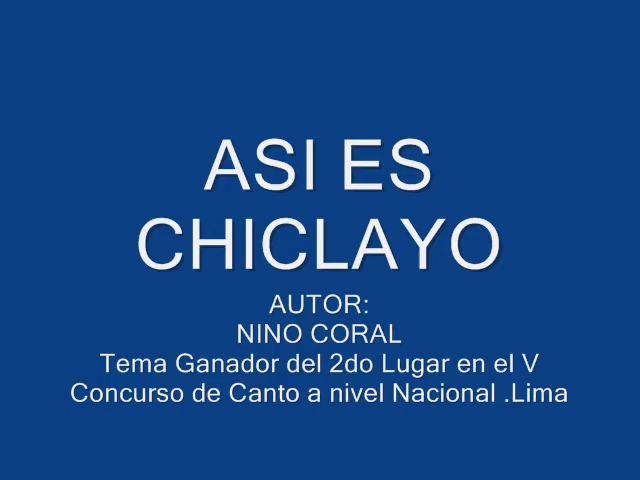 ASI ES
CHICLAYO
AUTOR:
NINO CORAL
Tema Ganador del 2do Lugar en el V
Concurso de Canto a nivel Nacional .Lima